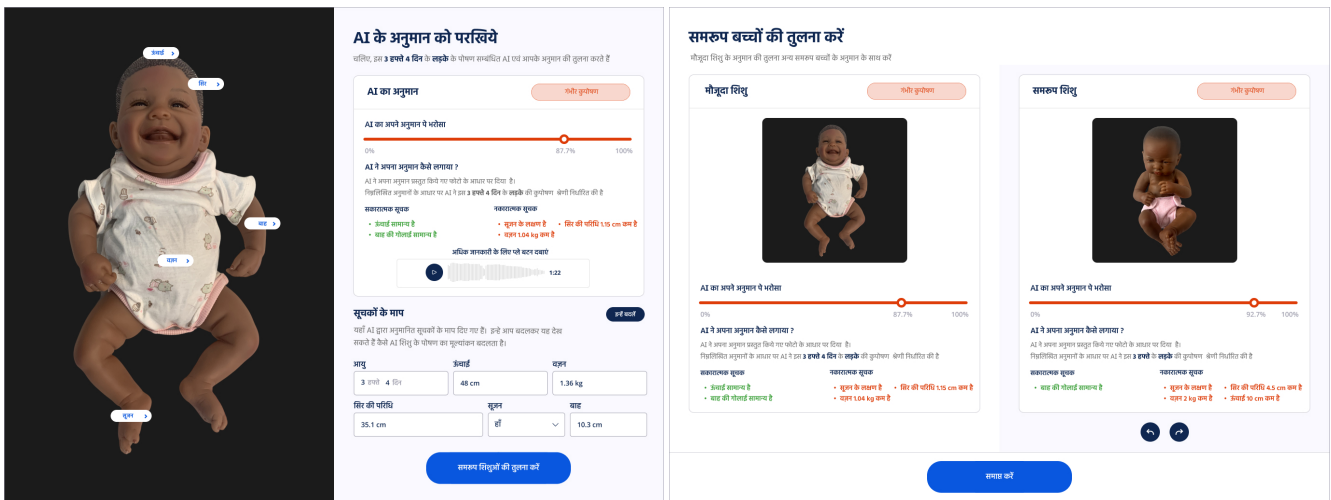 ऊंचाई
सिर
बाह
वज़न
सूजन
AI के अनुमान को परखिये
चलिए, इस 3 हफ्ते 4 दिन के लड़के के पोषण सम्बंधित AI एवं आपके अनुमान की तुलना करते हैं
AI का अनुमान
गंभीर कुपोषण
AI का अपने अनुमान पे भरोसा
0%
87.7%
100%
AI ने अपना अनुमान कैसे लगाया ?
AI ने अपना अनुमान प्रस्तुत किये गए फोटो के आधार पर दिया है।
निम्नलिखित अनुमानों के आधार पर AI ने इस 3 हफ्ते 4 दिन के लड़के की कुपोषण श्रेणी निर्धारित की है
सकारात्मक सूचक
नकारात्मक सूचक
• ऊंचाई सामान्य है
• बाह की गोलाई सामान्य है
• सूजन के लक्षण है
• सिर की परिधि 1.15 cm कम है
• वज़न 1.04 kg कम है
अधिक जानकारी के लिए प्ले बटन दबाएं
1:22
सूचकों के माप
इन्हें बदलें
यहाँ AI द्वारा अनुमानित सूचकों के माप दिए गए हैं। इन्हे आप बदलकर यह देख
सकते हैं कैसे AI शिशु के पोषण का मूल्यांकन बदलता है।
आयु
ऊंचाई
वज़न
3 हफ्ते 4 दिन
48 cm
1.36 kg
सिर की परिधि
सूजन
बाह
35.1 cm
हाँ
10.3 cm
समरूप शिशुओं की तुलना करें
समरूप बच्चों की तुलना करें
मौजूदा शिशु के अनुमान की तुलना अन्य समरूप बच्चों के अनुमान के साथ करें
मौजूदा शिशु
गंभीर कुपोषण
AI का अपने अनुमान पे भरोसा
0%
87.7%
100%
AI ने अपना अनुमान कैसे लगाया ?
AI ने अपना अनुमान प्रस्तुत किये गए फोटो के आधार पर दिया है।
निम्नलिखित अनुमानों के आधार पर AI ने इस 3 हफ्ते 4 दिन के लड़के की कुपोषण श्रेणी निर्धारित की है
सकारात्मक सूचक
नकारात्मक सूचक
• ऊंचाई सामान्य है
• बाह की गोलाई सामान्य है
• सूजन के लक्षण है
• सिर की परिधि 1.15 cm कम है
• वज़न 1.04 kg कम है
समरूप शिशु
गंभीर कुपोषण
AI का अपने अनुमान पे भरोसा
0%
92.7%
100%
AI ने अपना अनुमान कैसे लगाया ?
AI ने अपना अनुमान प्रस्तुत किये गए फोटो के आधार पर दिया है।
निम्नलिखित अनुमानों के आधार पर AI ने इस 3 हफ्ते के लड़के की कुपोषण श्रेणी निर्धारित की है
सकारात्मक सूचक
नकारात्मक सूचक
• बाह की गोलाई सामान्य है
• सूजन के लक्षण है
• सिर की परिधि 4.5 cm कम है
• वज़न 2 kg कम है
• ऊंचाई 10 cm कम है
समाप्त करें